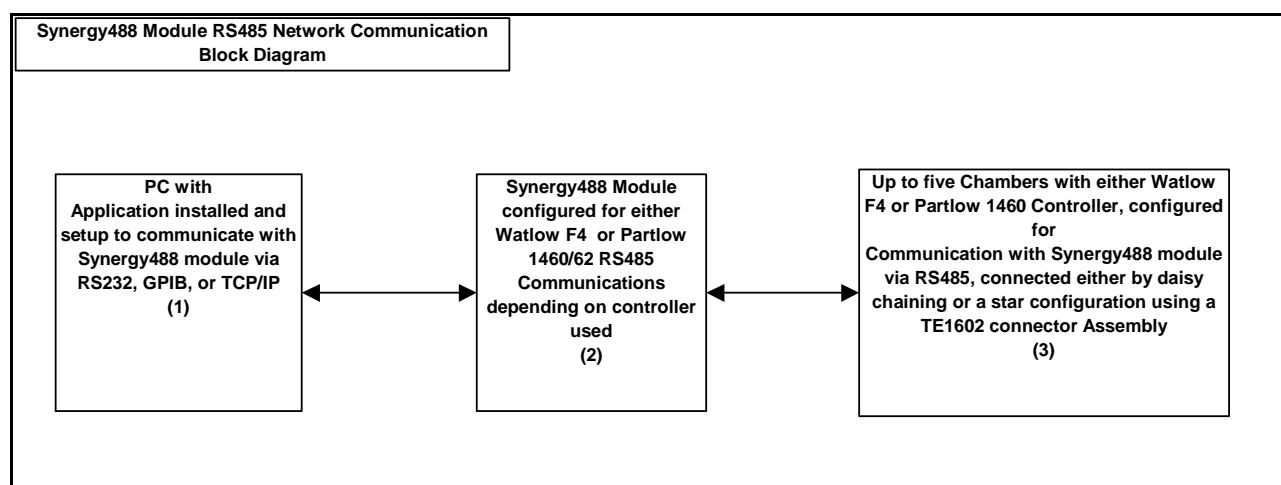 Synergy488 Module RS485 Network Communication
Block Diagram
PC with
Application installed and
setup to communicate with
Synergy488 module via
RS232, GPIB, or TCP/IP
(1)
Synergy488 Module
configured for either
Watlow F4 or Partlow
1460/62 RS485
Communications
depending on controller
used
(2)
Up to five Chambers with either Watlow
F4 or Partlow 1460 Controller, configured
for
Communication with Synergy488 module
via RS485, connected either by daisy
chaining or a star configuration using a
TE1602 connector Assembly
(3)